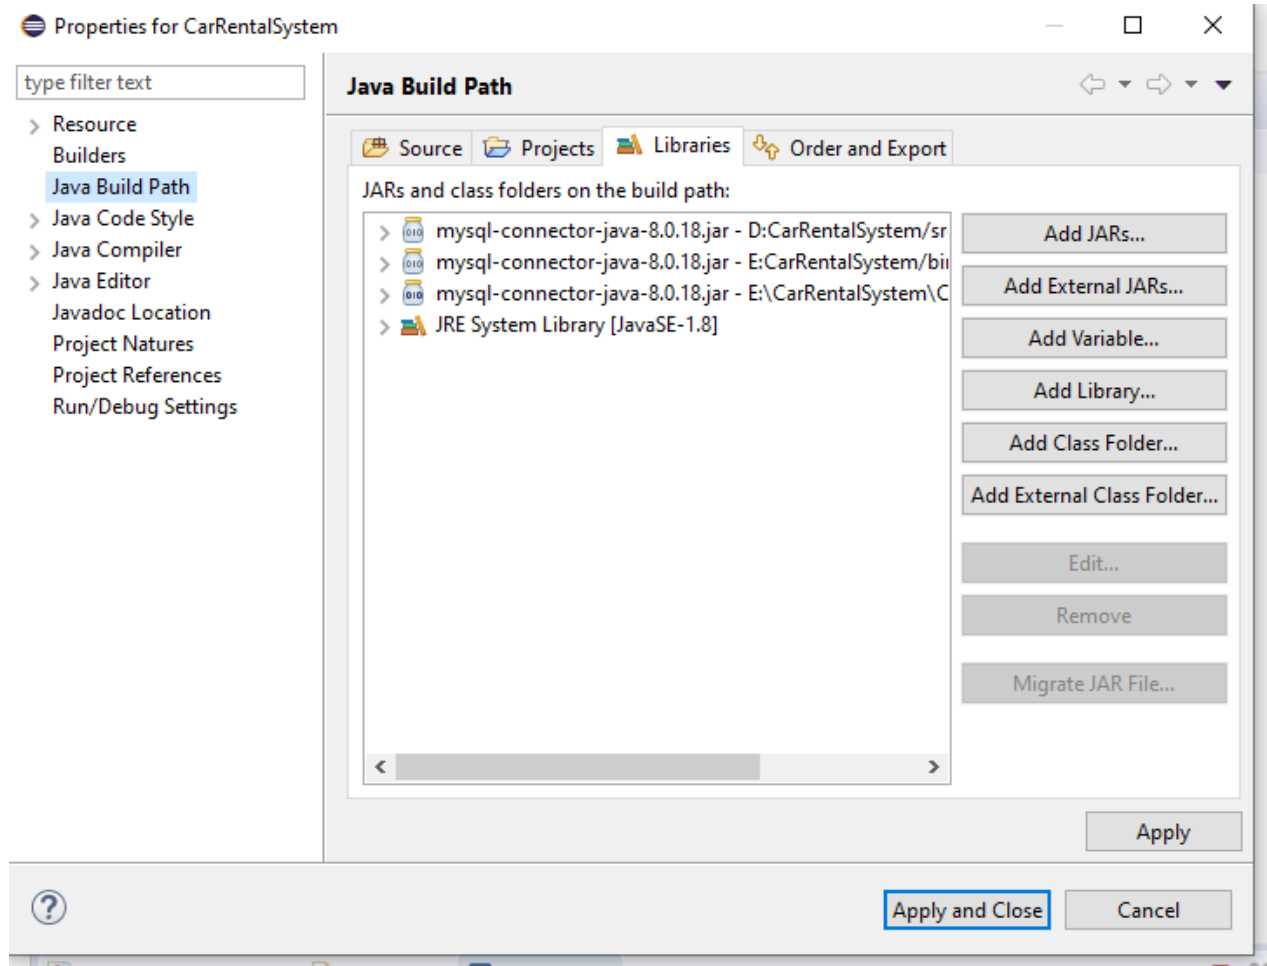 Properties for CarRentalSystem
type filter text
Resource
Builders
Java Build Path
Java Code Style
Java Compiler
Java Editor
Javadoc Location
Project Natures
Project References
Run/Debug Settings
Java Build Path
Source Projects Libraries Order and Export
JARs and class folders on the build path:
mysql-connector-java-8.0.18.jar - D:CarRentalSystem/sr
mysql-connector-java-8.0.18.jar - E:CarRentalSystem/bin
mysql-connector-java-8.0.18.jar - E:\CarRentalSystem\C
JRE System Library [JavaSE-1.8]
Add JARs...
Add External JARs...
Add Variable...
Add Library...
Add Class Folder...
Add External Class Folder...
Edit...
Remove
Migrate JAR File...
Apply
Apply and Close Cancel